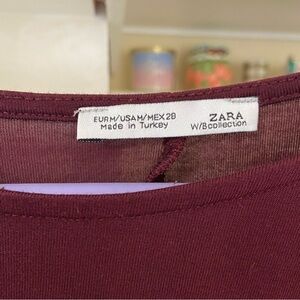 EUR M/USA M/MEX 28
Made in Turkey
ZARA
W/B collection